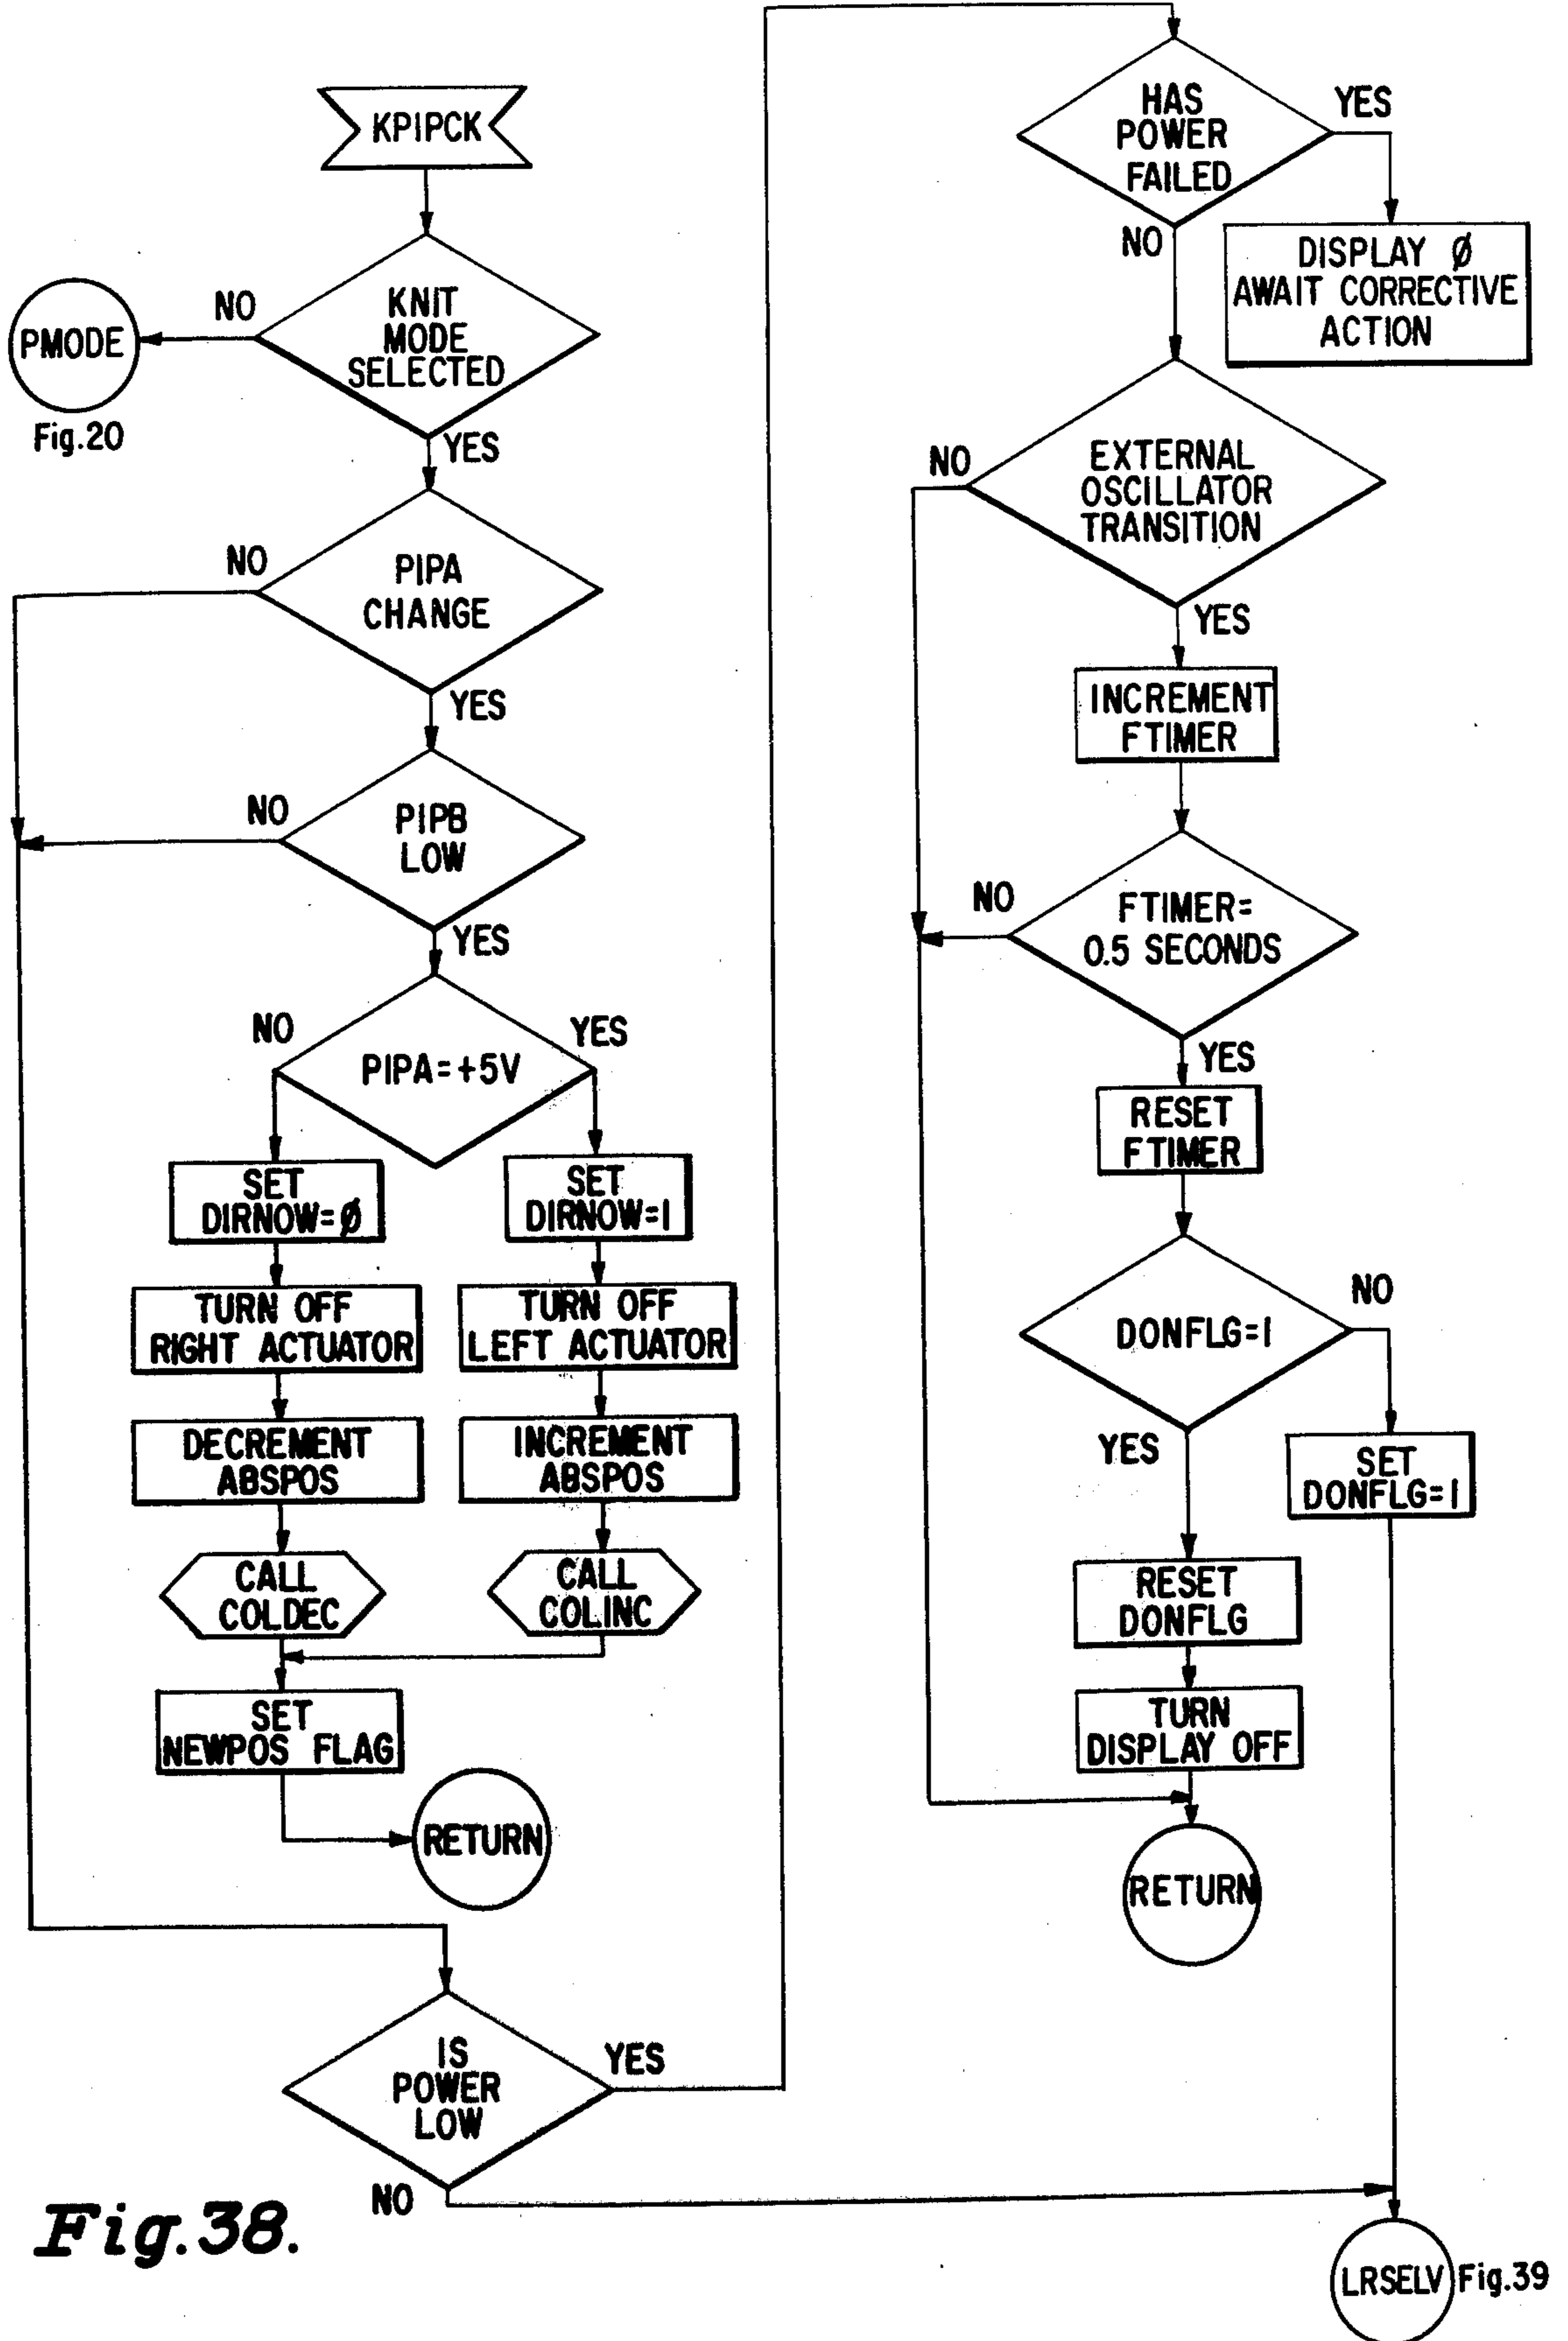 KPIPCK
KNIT
MODE
SELECTED
NO
PMODE
Fig.20
YES
PIPA
CHANGE
NO
YES
PIPB
LOW
NO
YES
PIPA=+5V
NO
YES
SET
DIRNOW=Ø
SET
DIRNOW=1
TURN OFF
RIGHT ACTUATOR
TURN OFF
LEFT ACTUATOR
DECREMENT
ABSPOS
INCREMENT
ABSPOS
CALL
COLDEC
CALL
COLINC
SET
NEWPOS FLAG
RETURN
IS
POWER
LOW
YES
NO
HAS
POWER
FAILED
YES
NO
DISPLAY Ø
AWAIT CORRECTIVE
ACTION
EXTERNAL
OSCILLATOR
TRANSITION
NO
YES
INCREMENT
FTIMER
FTIMER=
0.5 SECONDS
NO
YES
RESET
FTIMER
DONFLG=1
NO
YES
SET
DONFLG=1
RESET
DONFLG
TURN
DISPLAY OFF
RETURN
LRSELV Fig.39
Fig.38.